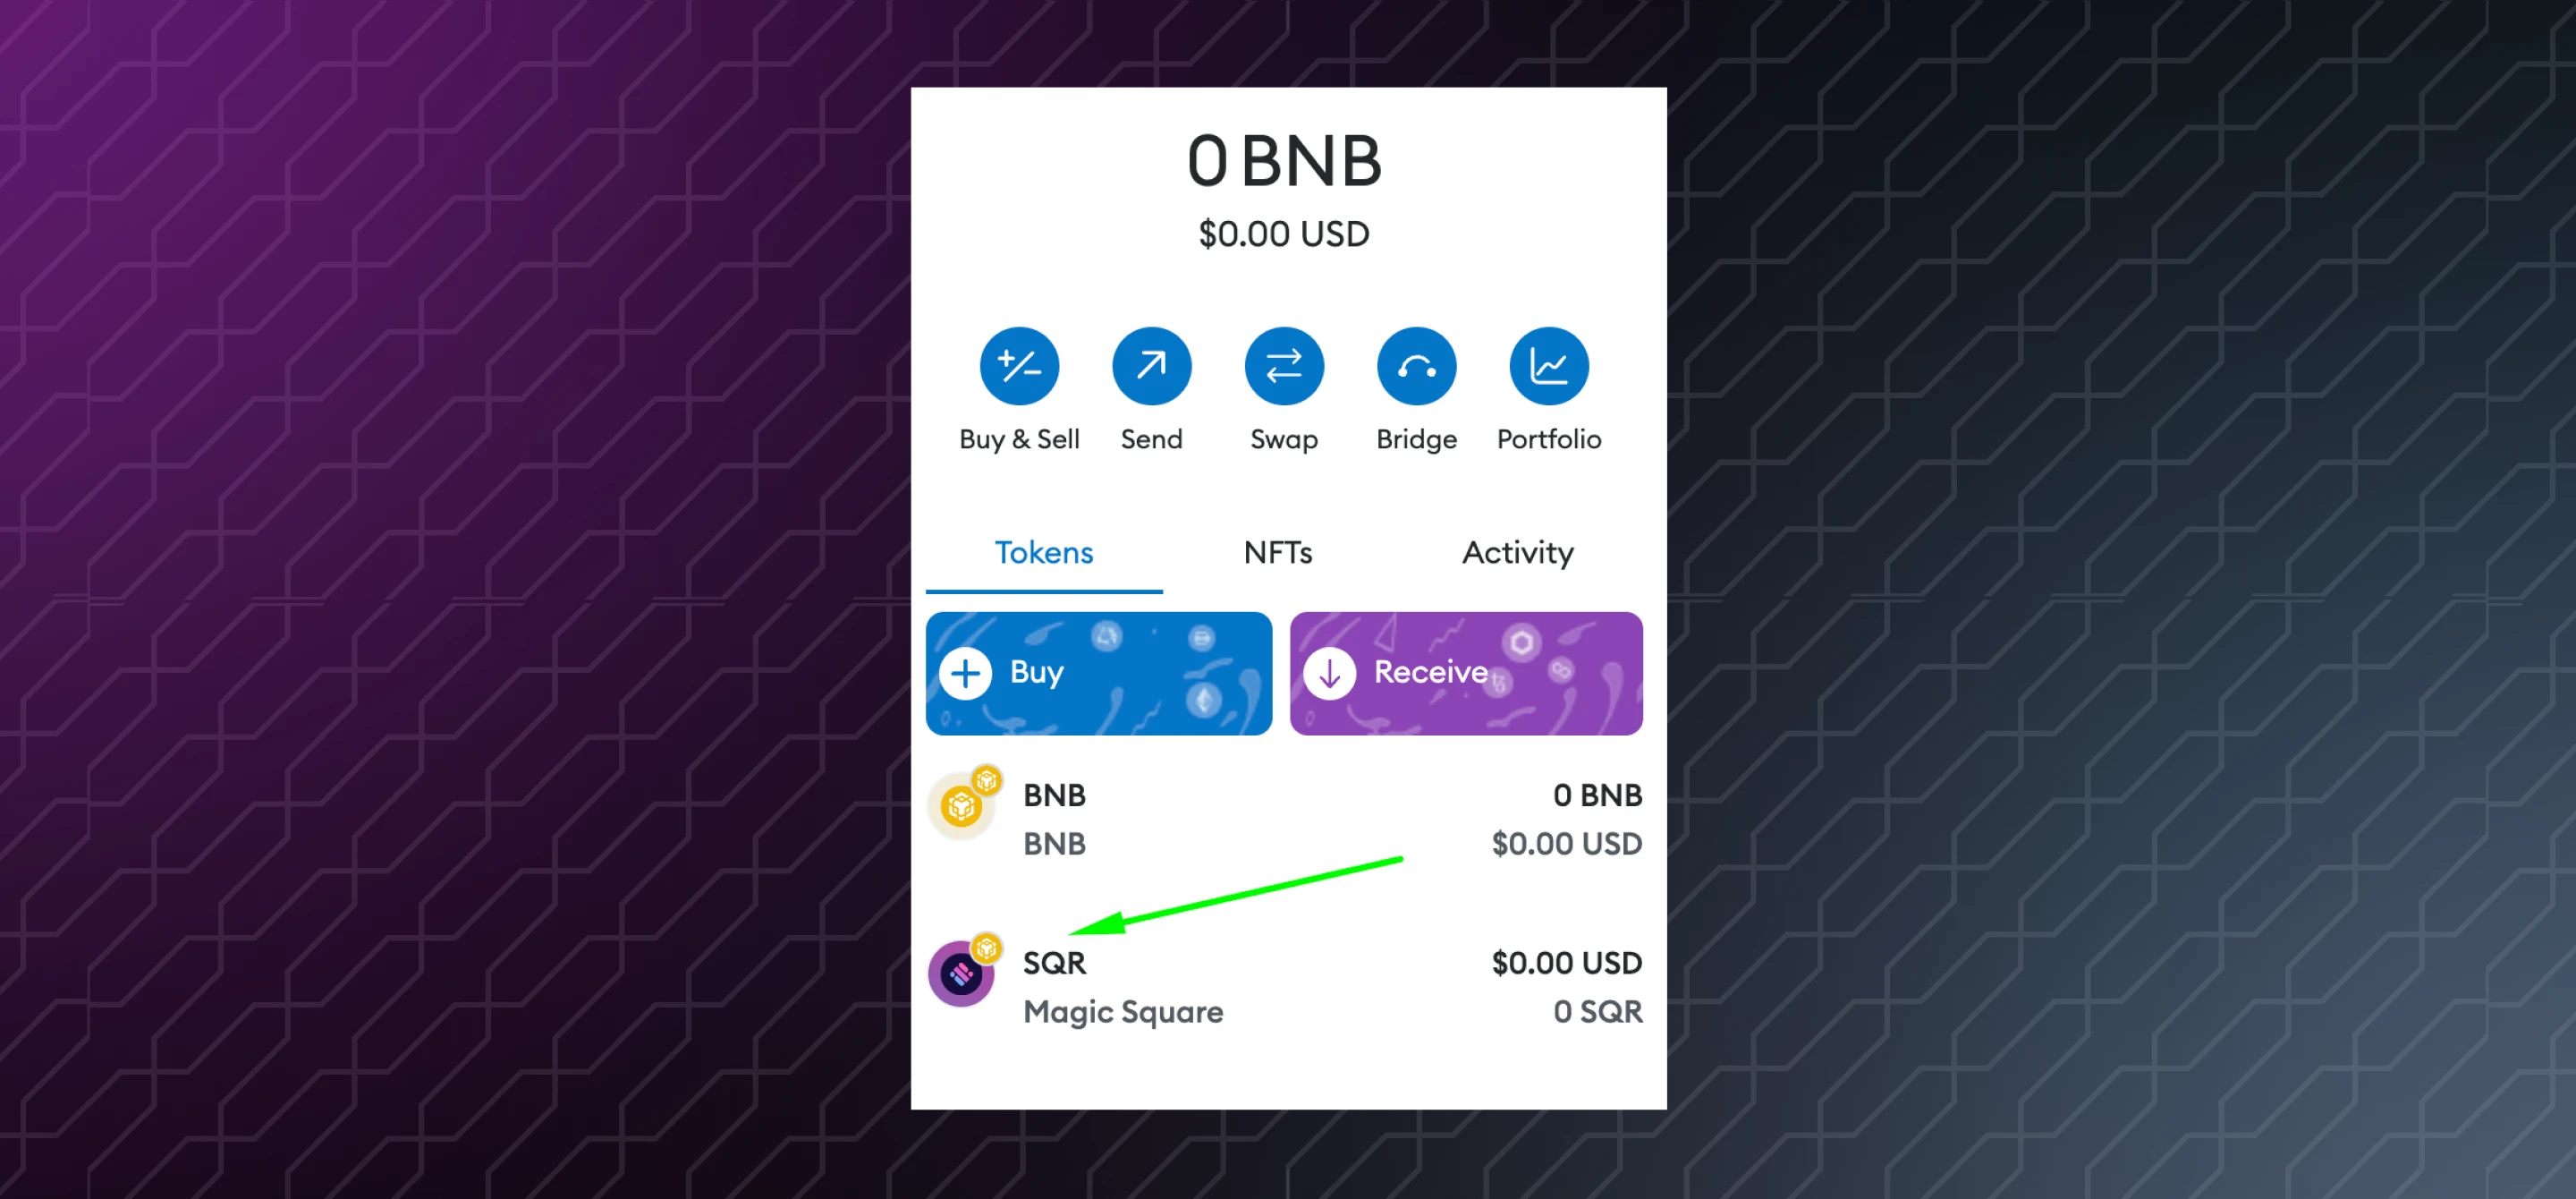 0 BNB
$0.00 USD
Buy & Sell Send Swap Bridge Portfolio
Tokens NFTs Activity
Buy Receive
BNB 0 BNB
BNB $0.00 USD
SQR $0.00 USD
Magic Square 0 SQR